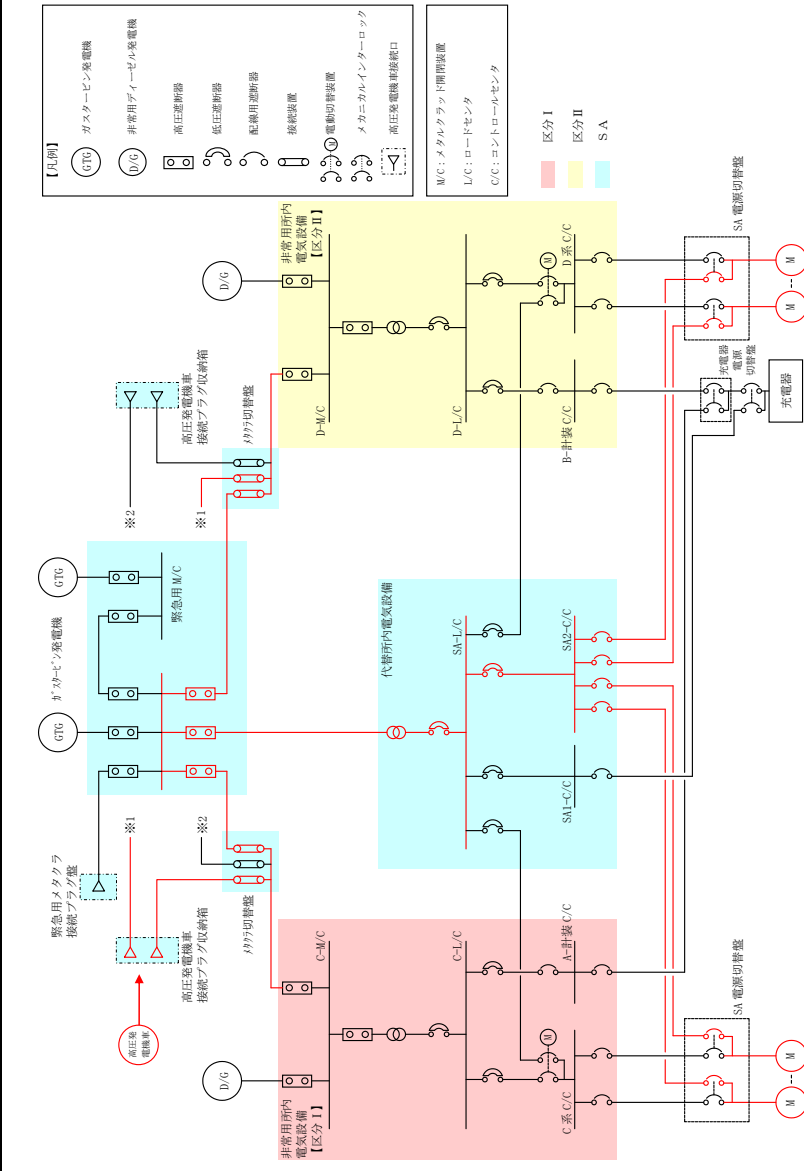 【凡例】
GTG
ガスタービン発電機
D/G
非常用ディーゼル発電機
高圧遮断器
低圧遮断器
配線用遮断器
接続装置
M
電動切替装置
メカニカルインターロック
高圧発電機車接続口
M/C：メタルクラッド開閉装置
L/C：ロードセンタ
C/C：コントロールセンタ
区分Ⅰ
区分Ⅱ
ＳＡ
ｶﾞｽﾀｰﾋﾞﾝ発電機
GTG
GTG
緊急用M/C
緊急用メタクラ
接続プラグ盤
※1
※2
高圧発
電機車
高圧発電機車
接続プラグ収納箱
ﾒﾀｸﾗ切替盤
※2
※1
高圧発電機車
接続プラグ収納箱
ﾒﾀｸﾗ切替盤
D/G
非常用所内
電気設備
【区分Ⅰ】
C-M/C
C-L/C
M
C系C/C
A-計装C/C
代替所内電気設備
SA-L/C
SA1-C/C
SA2-C/C
D/G
非常用所内
電気設備
【区分Ⅱ】
D-M/C
D-L/C
M
B-計装C/C
D系C/C
SA電源切替盤
M
M
充電器
電源
切替盤
充電器
SA電源切替盤
M
M